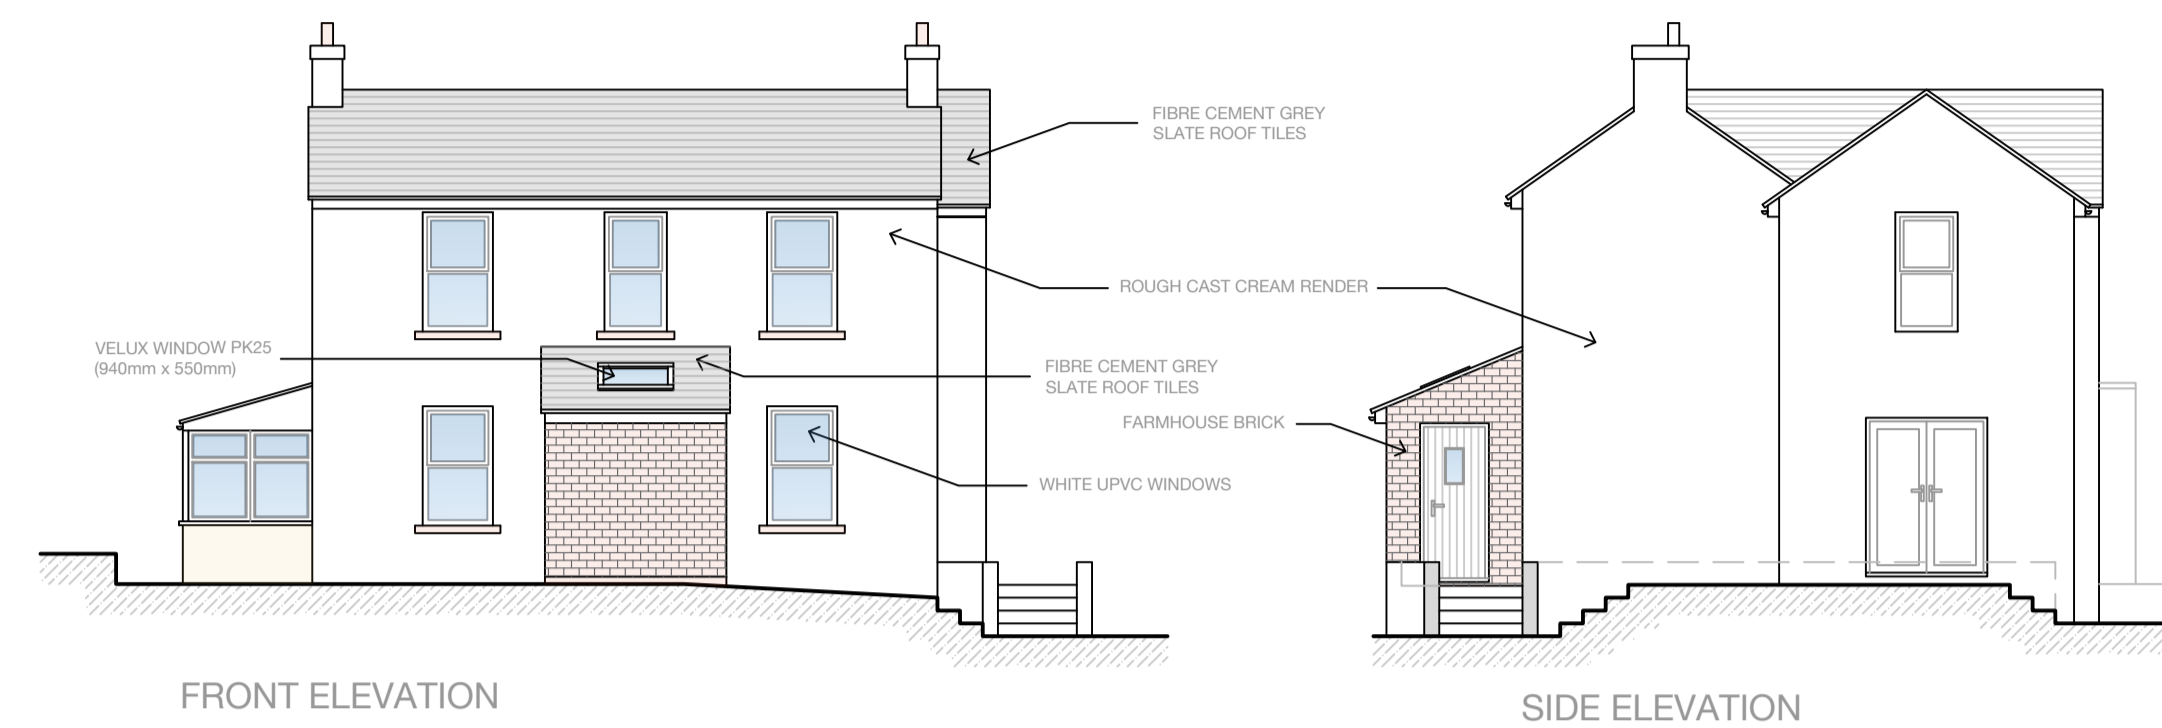 FIBRE CEMENT GREY
SLATE ROOF TILES
ROUGH CAST CREAM RENDER
VELUX WINDOW PK25
(940mm x 550mm)
FIBRE CEMENT GREY
SLATE ROOF TILES
FARMHOUSE BRICK
WHITE UPVC WINDOWS
FRONT ELEVATION
SIDE ELEVATION